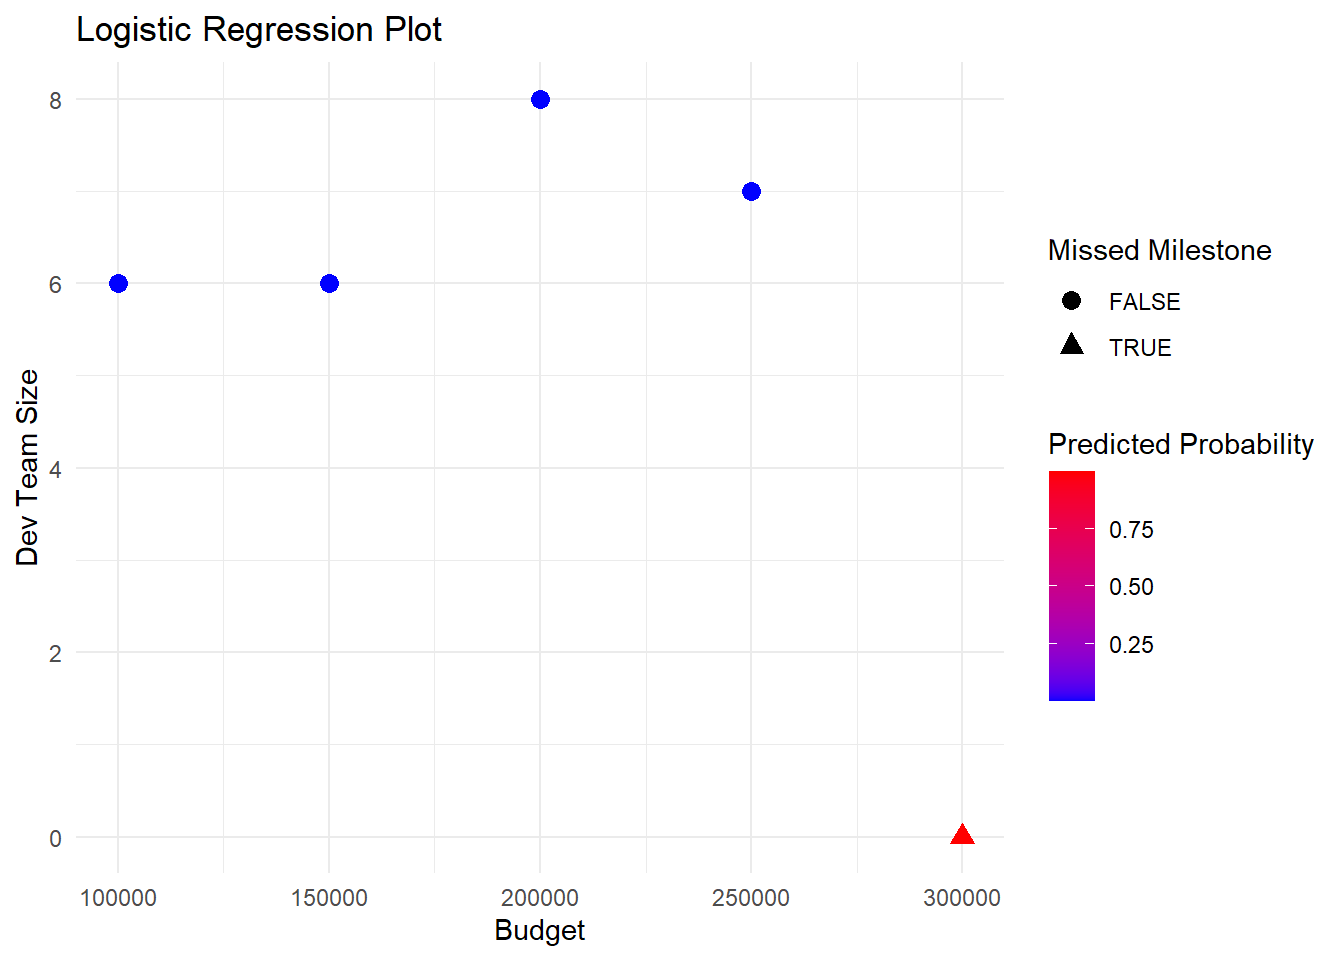 Logistic Regression Plot
8
6
4
2
0
Dev Team Size
100000 150000 200000 250000 300000
Budget
Missed Milestone
FALSE
TRUE
Predicted Probability
0.75
0.50
0.25